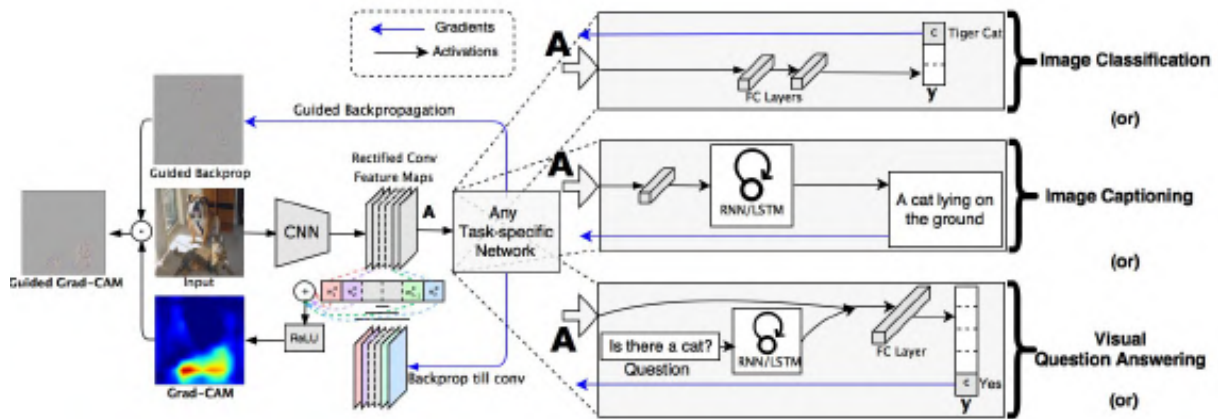 Gradients
Activations
Guided Backpropagation
Guided Backprop
Rectified Conv
Feature Maps
A
CNN
Input
Guided Grad-CAM
Any
Task-specific
Network
ReLU
Backprop till conv
Grad-CAM
A
Tiger Cat
c
FC Layers
y
Image Classification
(or)
A
RNN/LSTM
A cat lying on
the ground
Image Captioning
(or)
A
Is there a cat?
Question
RNN/LSTM
FC Layer
c
Yes
y
Visual
Question Answering
(or)